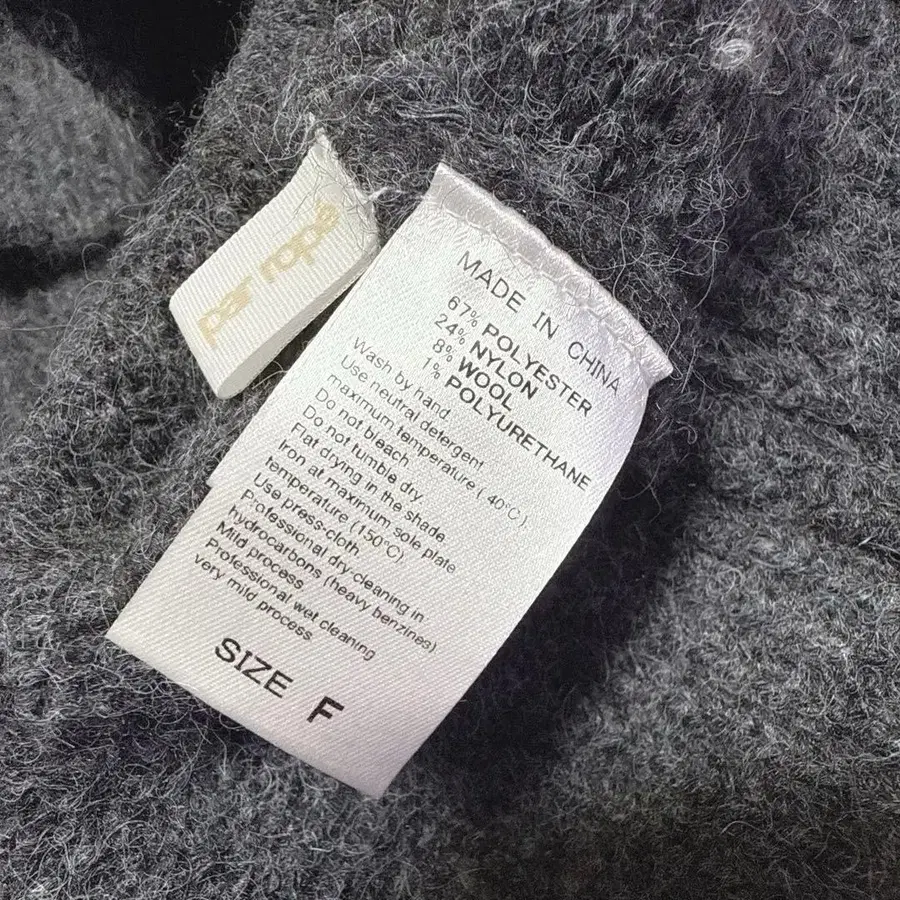 par ropé
MADE IN CHINA
67% POLYESTER
24% NYLON
8% WOOL
1% POLYURETHANE
Wash by hand
Use neutral detergent
maximum temperature ( 40°C )
Do not bleach
Do not tumble dry
Flat drying in the shade
Iron at maximum sole plate
temperature (150°C)
Use press-cloth
Professional dry cleaning in
hydrocarbons (heavy benzines)
Mild process
Professional wet cleaning
very mild process
SIZE F